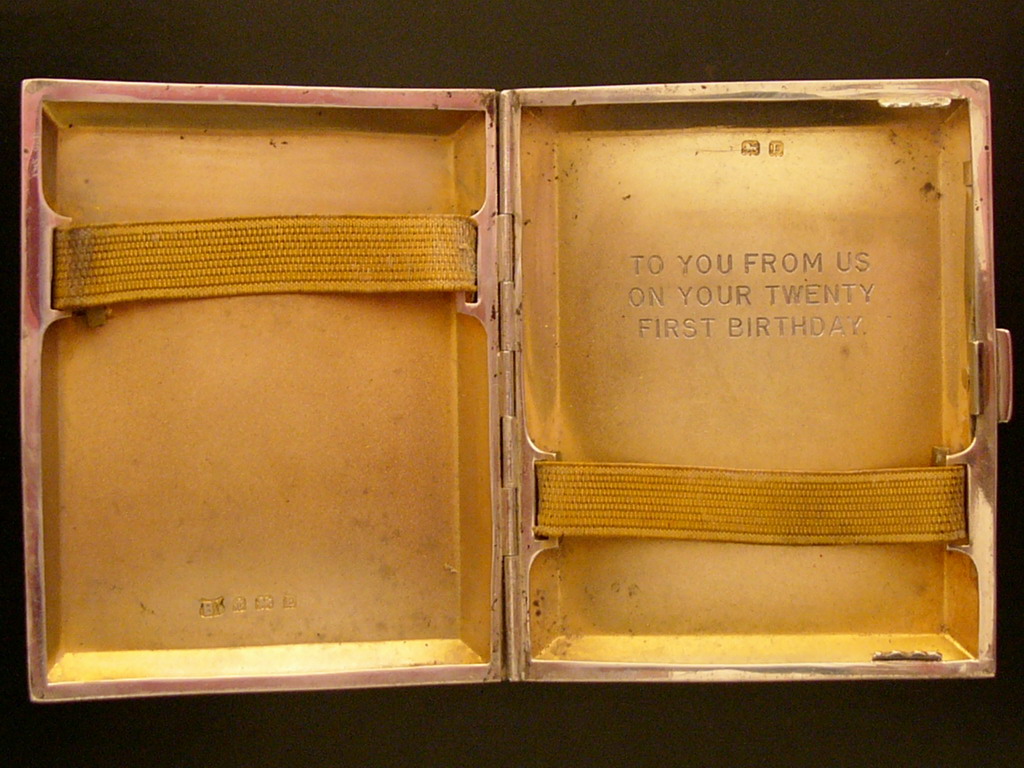 TO YOU FROM US
ON YOUR TWENTY
FIRST BIRTHDAY.